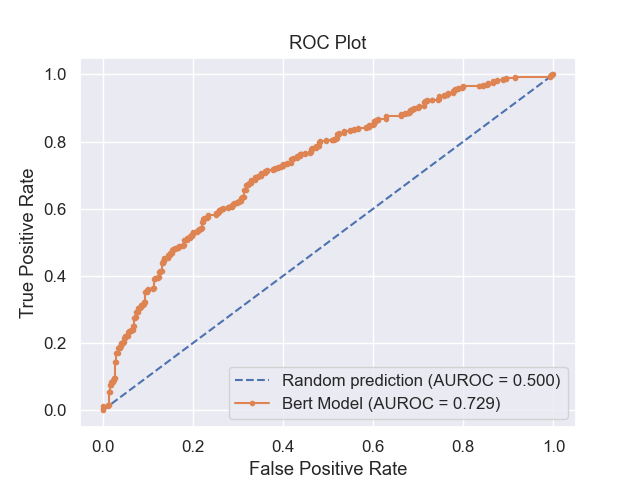 ROC Plot
True Positive Rate
1.0
0.8
0.6
0.4
0.2
0.0
Random prediction (AUROC = 0.500)
Bert Model (AUROC = 0.729)
0.0 0.2 0.4 0.6 0.8 1.0
False Positive Rate